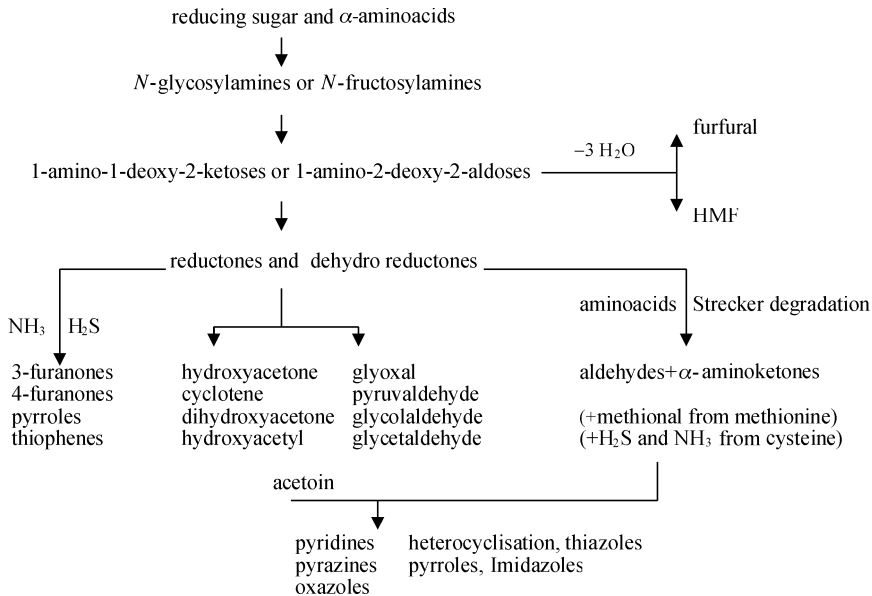 reducing sugar and α-aminoacids
N-glycosylamines or N-fructosylamines
1-amino-1-deoxy-2-ketoses or 1-amino-2-deoxy-2-aldoses
−3 H₂O
furfural
HMF
reductones and dehydro reductones
NH₃ H₂S
aminoacids Strecker degradation
3-furanones
4-furanones
pyrroles
thiophenes
hydroxyacetone
cyclotene
dihydroxyacetone
hydroxyacetyl
glyoxal
pyruvaldehyde
glycolaldehyde
glycetaldehyde
aldehydes+α-aminoketones
(+methional from methionine)
(+H₂S and NH₃ from cysteine)
acetoin
pyridines
pyrazines
oxazoles
heterocyclisation, thiazoles
pyrroles, Imidazoles